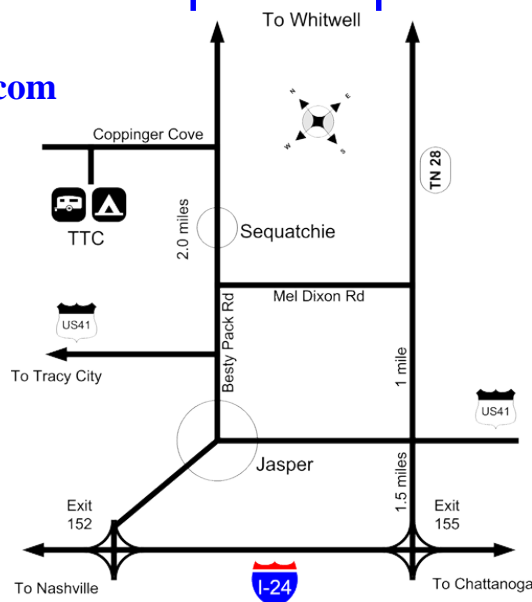 To Whitwell
com
N
E
W
S
Coppinger Cove
TN 28
TTC
2.0 miles
Sequatchie
Mel Dixon Rd
US41
Besty Pack Rd
To Tracy City
1 mile
US41
Jasper
1.5 miles
Exit
152
Exit
155
To Nashville
I-24
To Chattanoga